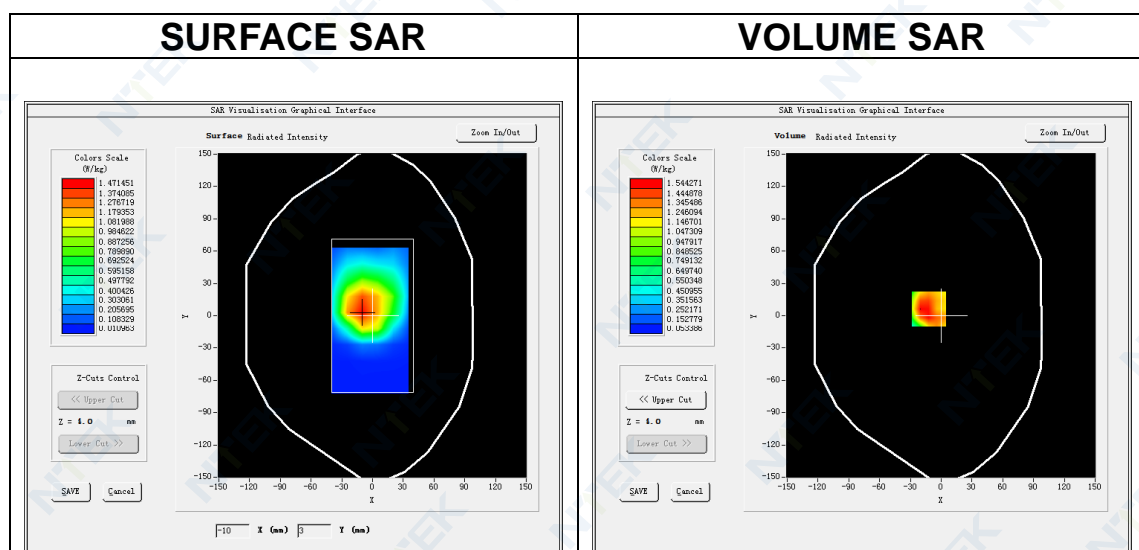 SURFACE SAR
VOLUME SAR
SAR Visualisation Graphical Interface
Surface Radiated Intensity
Zoom In/Out
Colors Scale
(W/kg)
1.471451
1.374085
1.276719
1.179353
1.081988
0.984622
0.887256
0.789890
0.692524
0.595158
0.497792
0.400426
0.303061
0.205695
0.108329
0.010963
Z-Cuts Control
<< Upper Cut
Z = 4.0 mm
Lower Cut >>
SAVE
Cancel
150
120
90
60
30
0
-30
-60
-90
-120
-150
Y
-150 -120 -90 -60 -30 0 30 60 90 120 150
X
-10 X (mm) 3 Y (mm)
SAR Visualisation Graphical Interface
Volume Radiated Intensity
Zoom In/Out
Colors Scale
(W/kg)
1.544271
1.444878
1.345486
1.246094
1.146701
1.047309
0.947917
0.848525
0.749132
0.649740
0.550348
0.450955
0.351563
0.252171
0.152779
0.053386
Z-Cuts Control
<< Upper Cut
Z = 4.0 mm
Lower Cut >>
SAVE
Cancel
150
120
90
60
30
0
-30
-60
-90
-120
-150
Y
-150 -120 -90 -60 -30 0 30 60 90 120 150
X
NTEK